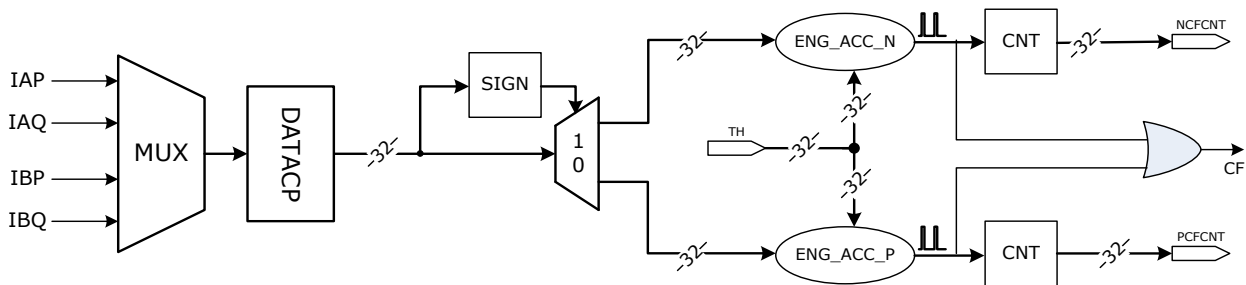 IAP
IAQ
IBP
IBQ
MUX
DATACP
-32-
SIGN
1
0
-32-
ENG_ACC_N
CNT
-32-
NCFCNT
-32-
TH
-32-
-32-
CF
-32-
ENG_ACC_P
CNT
-32-
PCFCNT